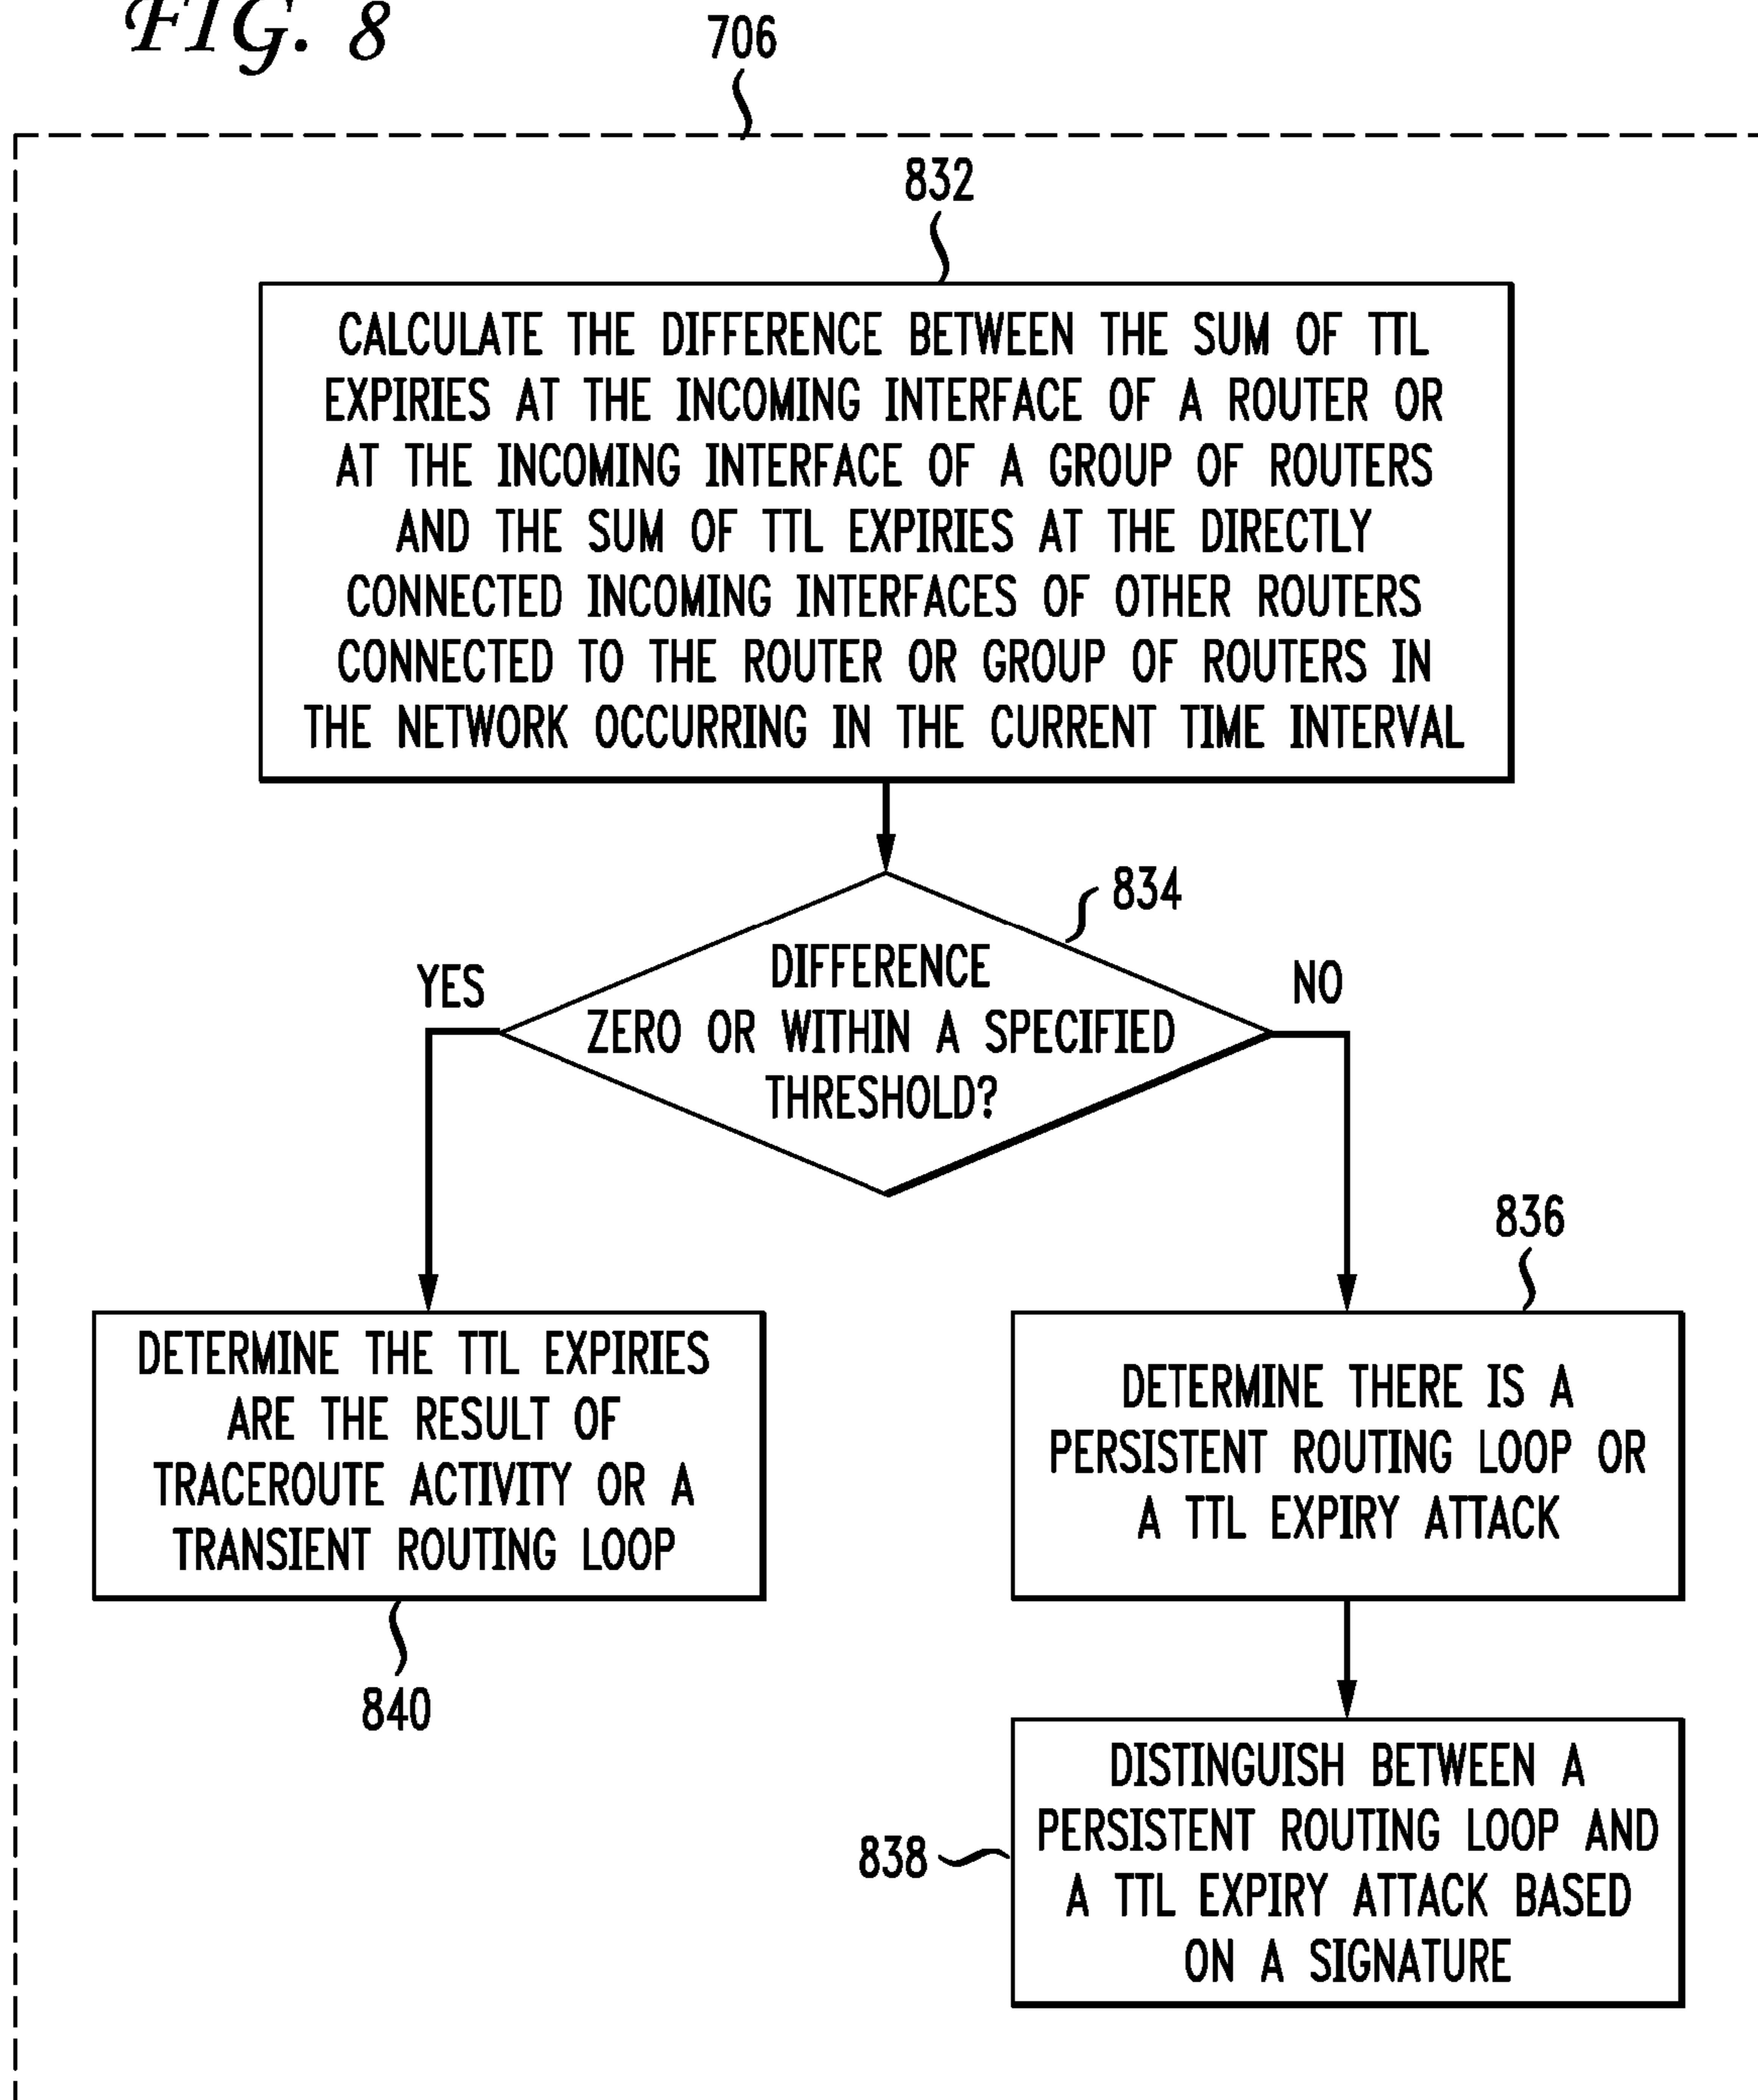 FIG. 8
706
832
CALCULATE THE DIFFERENCE BETWEEN THE SUM OF TTL
EXPIRIES AT THE INCOMING INTERFACE OF A ROUTER OR
AT THE INCOMING INTERFACE OF A GROUP OF ROUTERS
AND THE SUM OF TTL EXPIRIES AT THE DIRECTLY
CONNECTED INCOMING INTERFACES OF OTHER ROUTERS
CONNECTED TO THE ROUTER OR GROUP OF ROUTERS IN
THE NETWORK OCCURRING IN THE CURRENT TIME INTERVAL
834
DIFFERENCE
ZERO OR WITHIN A SPECIFIED
THRESHOLD?
YES
NO
DETERMINE THE TTL EXPIRIES
ARE THE RESULT OF
TRACEROUTE ACTIVITY OR A
TRANSIENT ROUTING LOOP
840
836
DETERMINE THERE IS A
PERSISTENT ROUTING LOOP OR
A TTL EXPIRY ATTACK
838
DISTINGUISH BETWEEN A
PERSISTENT ROUTING LOOP AND
A TTL EXPIRY ATTACK BASED
ON A SIGNATURE